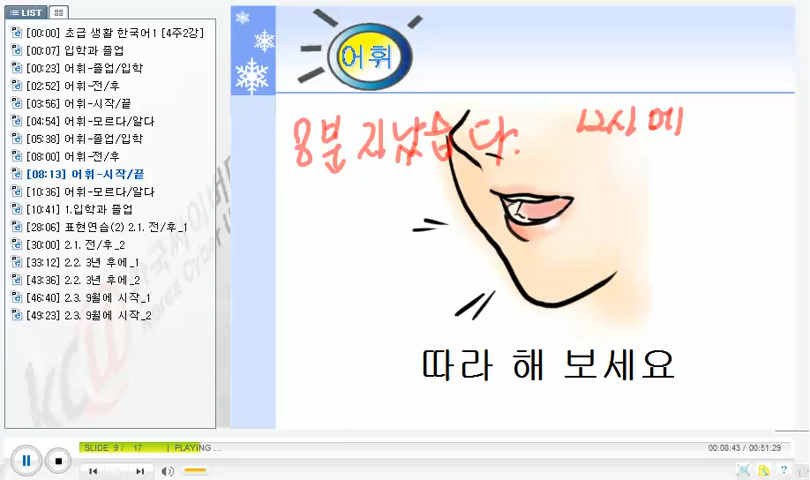 LIST
[00:00] 초급 생활 한국어1 [4주2강]
[00:07] 입학과 졸업
[00:23] 어휘-졸업/입학
[02:52] 어휘-전/후
[03:56] 어휘-시작/끝
[04:54] 어휘-모르다/알다
[05:38] 어휘-졸업/입학
[08:00] 어휘-전/후
[08:13] 어휘-시작/끝
[10:36] 어휘-모르다/알다
[10:41] 1.입학과 졸업
[28:06] 표현연습(2) 2.1. 전/후_1
[30:00] 2.1. 전/후_2
[33:12] 2.2. 3년 후에_1
[43:36] 2.2. 3년 후에_2
[46:40] 2.3. 9월에 시작_1
[49:23] 2.3. 9월에 시작_2
어휘
8분 지났습다. 12시에
따라 해 보세요
SLIDE 9 / 17 | PLAYING ...
00:08:43 / 00:51:29